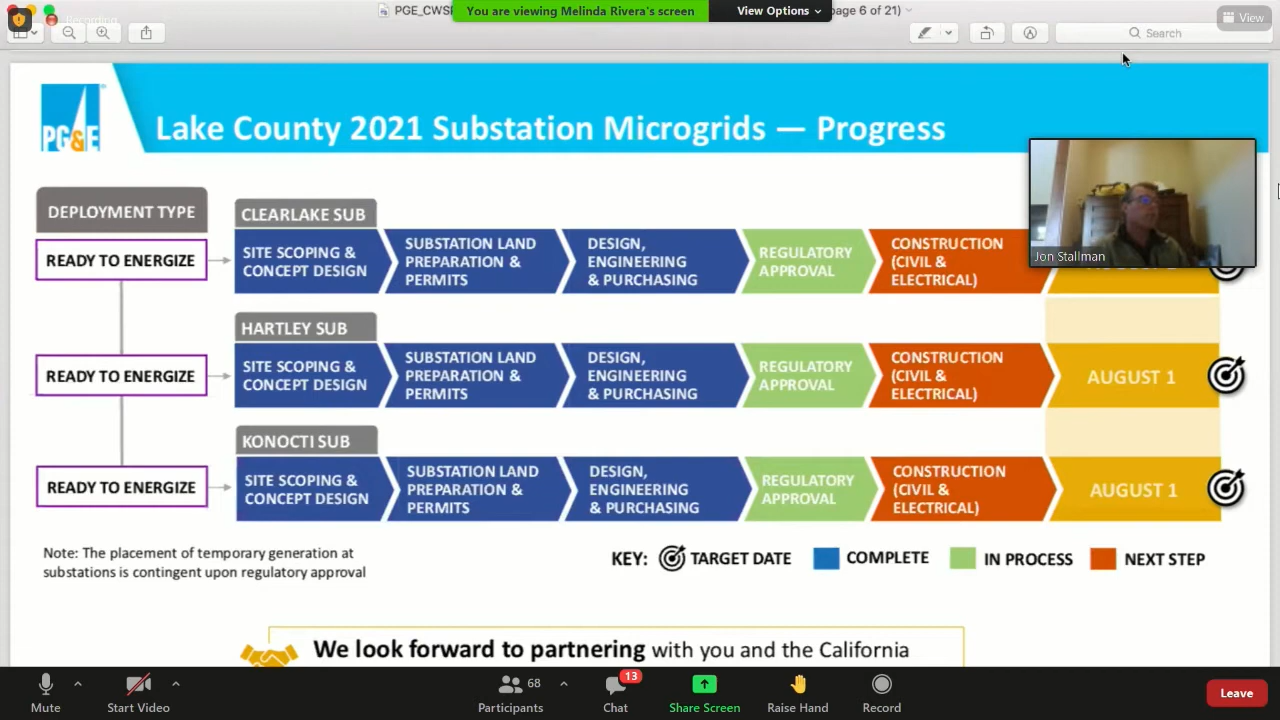 Recording
PGE_CWSP
You are viewing Melinda Rivera's screen
View Options
page 6 of 21)
View
Search
PG&E
Lake County 2021 Substation Microgrids — Progress
Jon Stallman
DEPLOYMENT TYPE
CLEARLAKE SUB
READY TO ENERGIZE
SITE SCOPING &
CONCEPT DESIGN
SUBSTATION LAND
PREPARATION &
PERMITS
DESIGN,
ENGINEERING
& PURCHASING
REGULATORY
APPROVAL
CONSTRUCTION
(CIVIL &
ELECTRICAL)
HARTLEY SUB
READY TO ENERGIZE
SITE SCOPING &
CONCEPT DESIGN
SUBSTATION LAND
PREPARATION &
PERMITS
DESIGN,
ENGINEERING
& PURCHASING
REGULATORY
APPROVAL
CONSTRUCTION
(CIVIL &
ELECTRICAL)
AUGUST 1
KONOCTI SUB
READY TO ENERGIZE
SITE SCOPING &
CONCEPT DESIGN
SUBSTATION LAND
PREPARATION &
PERMITS
DESIGN,
ENGINEERING
& PURCHASING
REGULATORY
APPROVAL
CONSTRUCTION
(CIVIL &
ELECTRICAL)
AUGUST 1
Note: The placement of temporary generation at
substations is contingent upon regulatory approval
KEY: TARGET DATE COMPLETE IN PROCESS NEXT STEP
We look forward to partnering with you and the California
68
13
Mute
Start Video
Participants
Chat
Share Screen
Raise Hand
Record
Leave